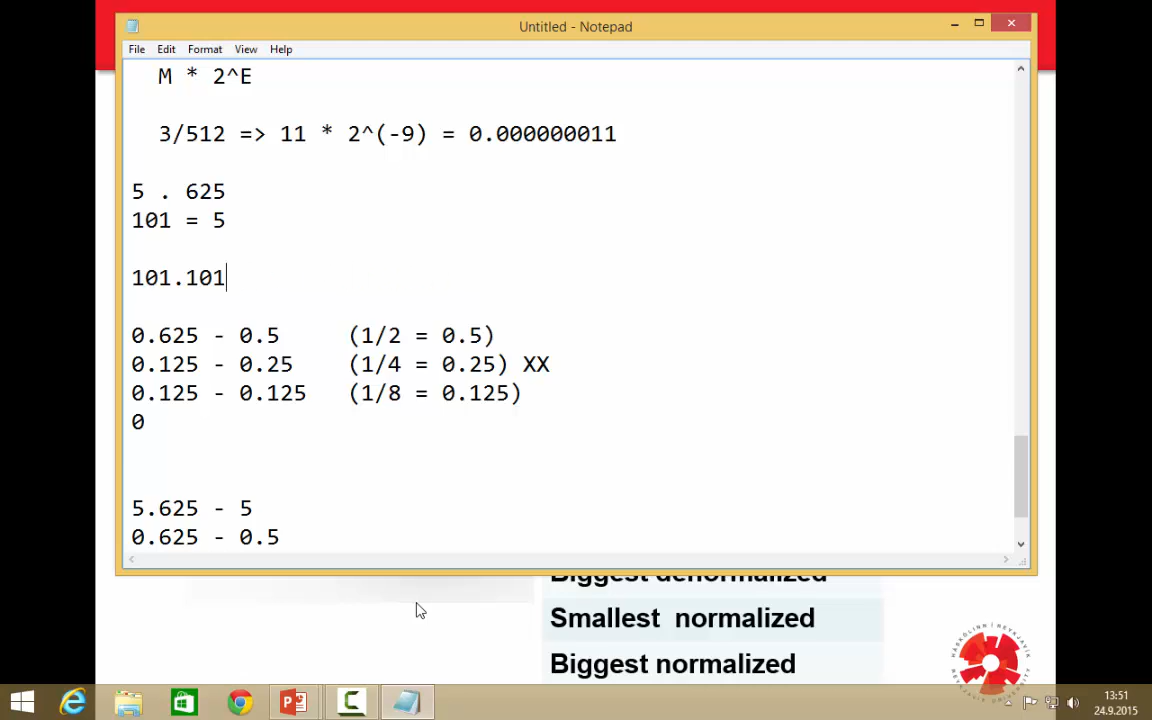 Untitled - Notepad
File Edit Format View Help
M * 2^E
3/512 => 11 * 2^(-9) = 0.000000011
5 . 625
101 = 5
101.101
0.625 - 0.5 (1/2 = 0.5)
0.125 - 0.25 (1/4 = 0.25) XX
0.125 - 0.125 (1/8 = 0.125)
0
5.625 - 5
0.625 - 0.5
Biggest denormalized
Smallest normalized
Biggest normalized
13:51
24.9.2015